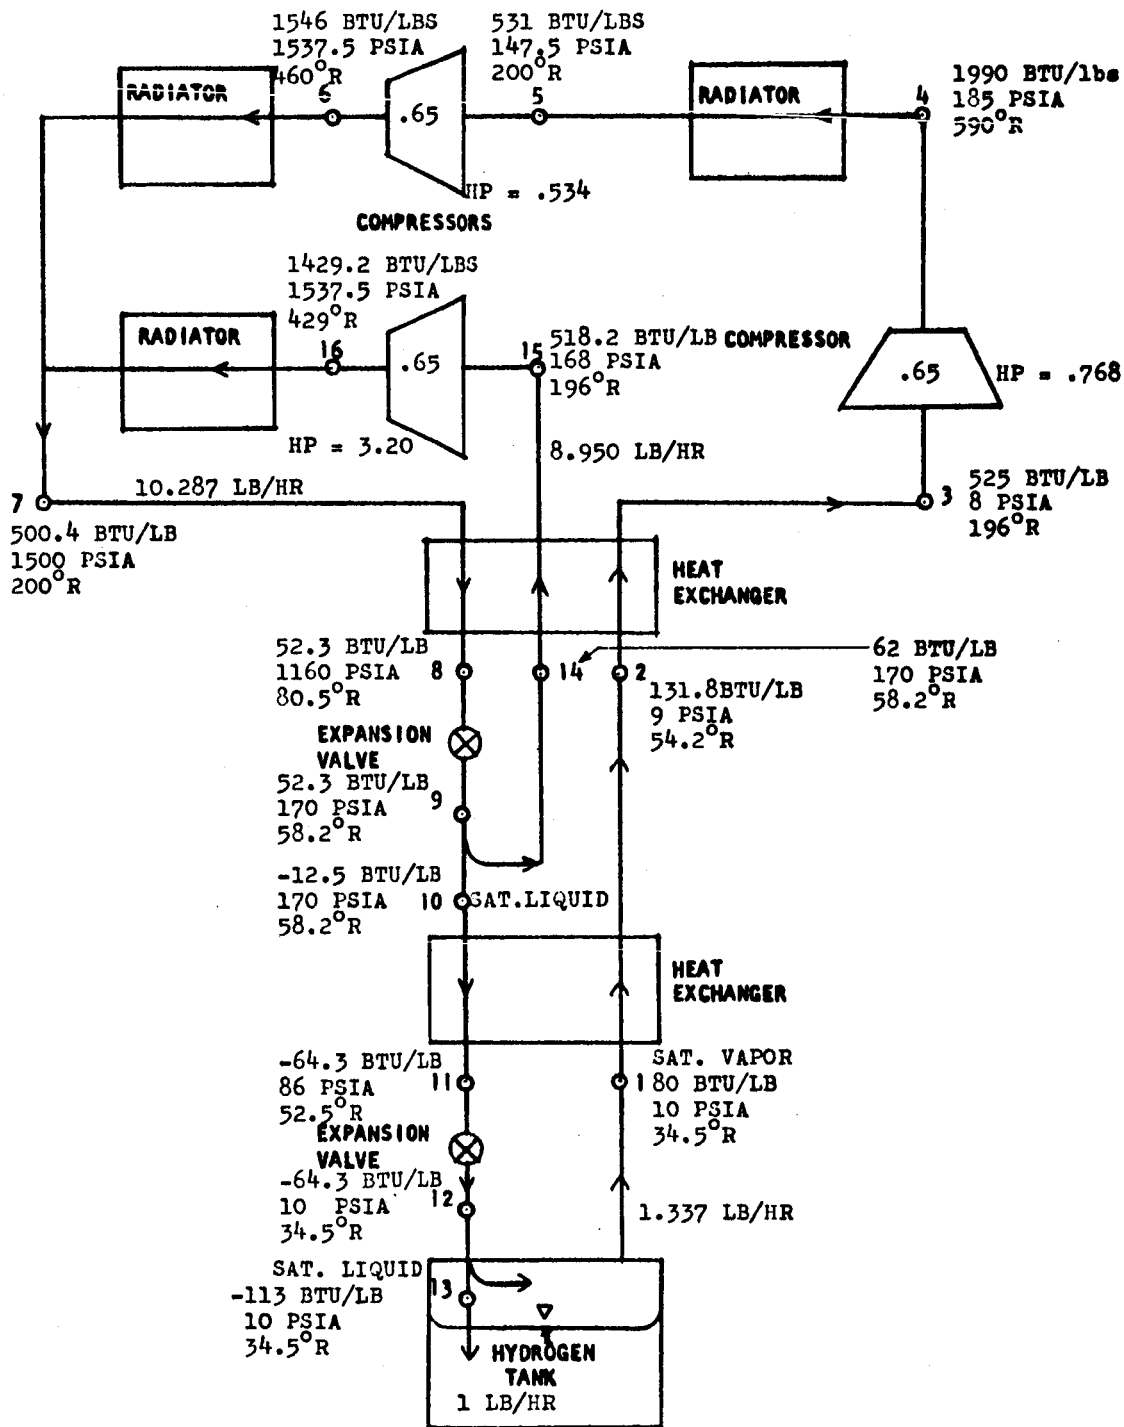 1546 BTU/LBS
1537.5 PSIA
460°R
6
RADIATOR
.65
HP = .534
COMPRESSORS
531 BTU/LBS
147.5 PSIA
200°R
5
RADIATOR
4
1990 BTU/lbs
185 PSIA
590°R
1429.2 BTU/LBS
1537.5 PSIA
429°R
16
RADIATOR
.65
HP = 3.20
15
518.2 BTU/LB
168 PSIA
196°R
8.950 LB/HR
COMPRESSOR
.65
HP = .768
3
525 BTU/LB
8 PSIA
196°R
7
10.287 LB/HR
500.4 BTU/LB
1500 PSIA
200°R
HEAT
EXCHANGER
52.3 BTU/LB
1160 PSIA
80.5°R
8
14
2
62 BTU/LB
170 PSIA
58.2°R
131.8BTU/LB
9 PSIA
54.2°R
EXPANSION
VALVE
52.3 BTU/LB
170 PSIA
58.2°R
9
-12.5 BTU/LB
170 PSIA
58.2°R
10
SAT.LIQUID
HEAT
EXCHANGER
-64.3 BTU/LB
86 PSIA
52.5°R
11
SAT. VAPOR
1
80 BTU/LB
10 PSIA
34.5°R
EXPANSION
VALVE
-64.3 BTU/LB
10 PSIA
34.5°R
12
1.337 LB/HR
SAT. LIQUID
-113 BTU/LB
10 PSIA
34.5°R
13
HYDROGEN
TANK
1 LB/HR